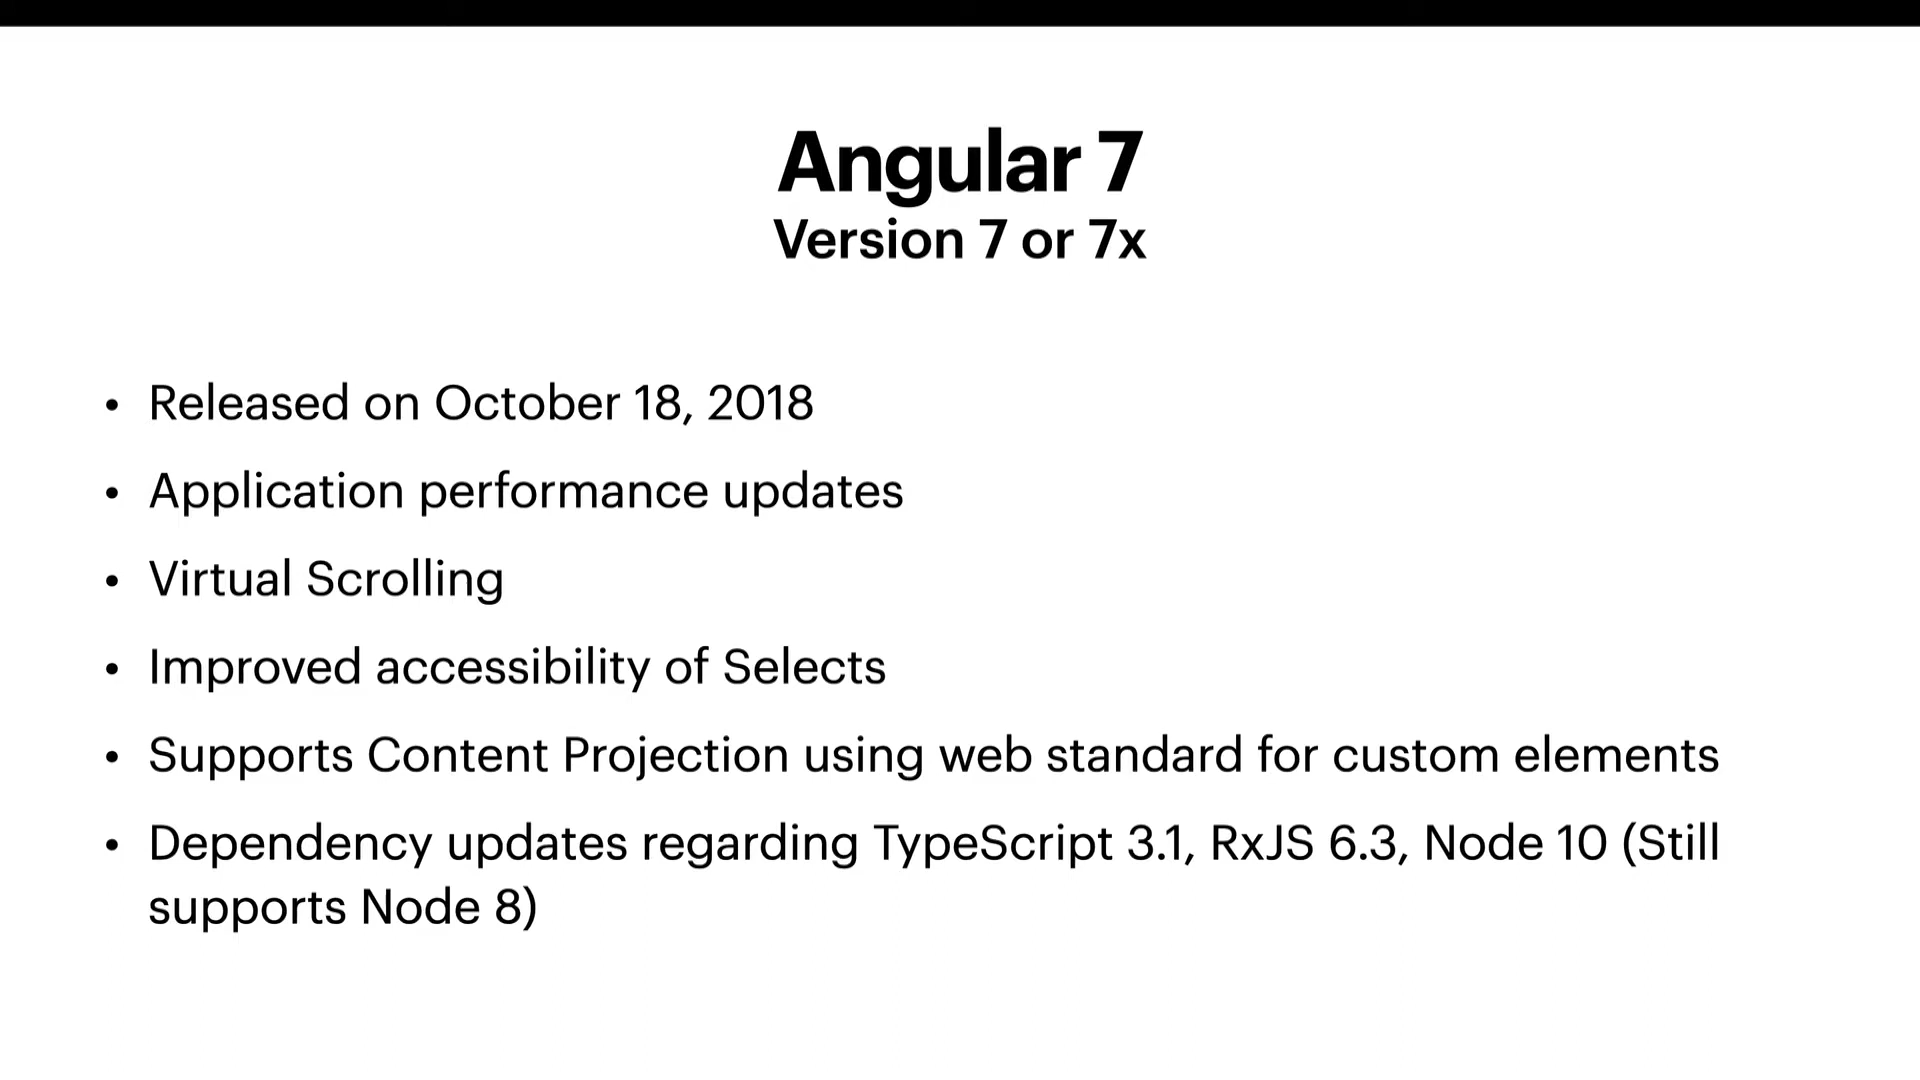 Angular 7
Version 7 or 7x
• Released on October 18, 2018
• Application performance updates
• Virtual Scrolling
• Improved accessibility of Selects
• Supports Content Projection using web standard for custom elements
• Dependency updates regarding TypeScript 3.1, RxJS 6.3, Node 10 (Still
supports Node 8)